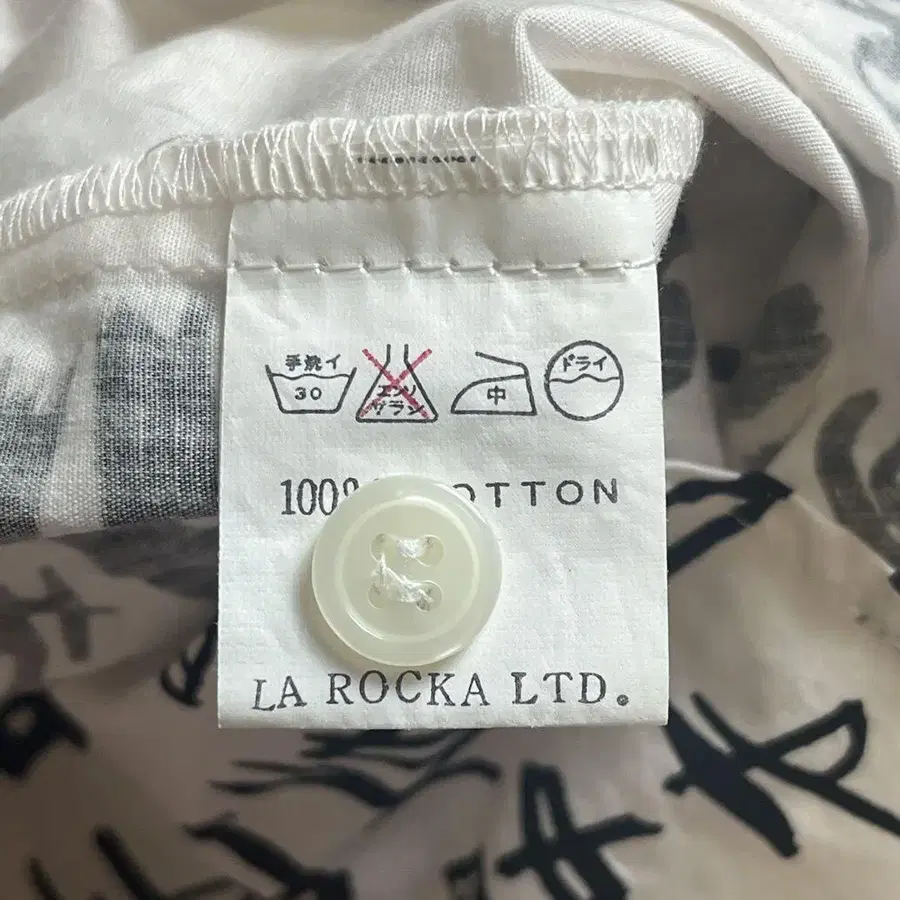 手洗イ
30
エンソ
サラシ
中
ドライ
100% COTTON
LA ROCKA LTD.